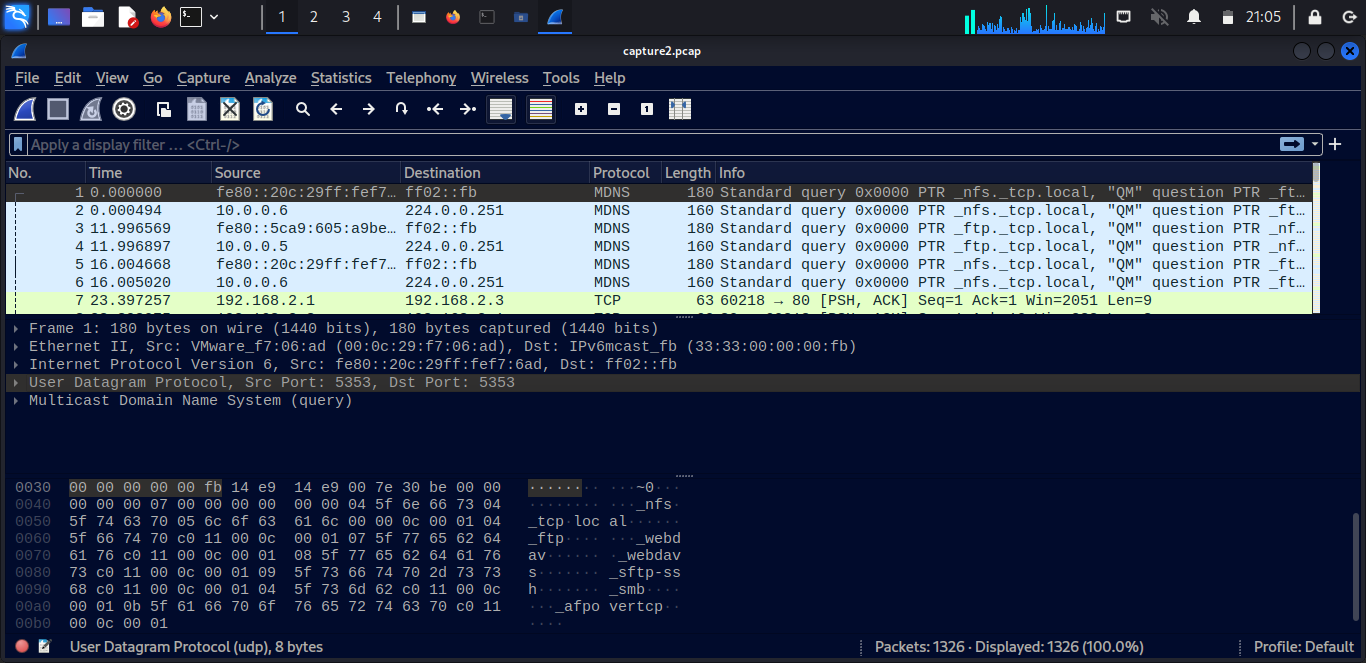 1 2 3 4 21:05
capture2.pcap
File Edit View Go Capture Analyze Statistics Telephony Wireless Tools Help
Apply a display filter … <Ctrl-/>
No. Time Source Destination Protocol Length Info
1 0.000000 fe80::20c:29ff:fef7… ff02::fb MDNS 180 Standard query 0x0000 PTR _nfs._tcp.local, "QM" question PTR _ft…
2 0.000494 10.0.0.6 224.0.0.251 MDNS 160 Standard query 0x0000 PTR _nfs._tcp.local, "QM" question PTR _ft…
3 11.996569 fe80::5ca9:605:a9be… ff02::fb MDNS 180 Standard query 0x0000 PTR _ftp._tcp.local, "QM" question PTR _nf…
4 11.996897 10.0.0.5 224.0.0.251 MDNS 160 Standard query 0x0000 PTR _ftp._tcp.local, "QM" question PTR _nf…
5 16.004668 fe80::20c:29ff:fef7… ff02::fb MDNS 180 Standard query 0x0000 PTR _nfs._tcp.local, "QM" question PTR _ft…
6 16.005020 10.0.0.6 224.0.0.251 MDNS 160 Standard query 0x0000 PTR _nfs._tcp.local, "QM" question PTR _ft…
7 23.397257 192.168.2.1 192.168.2.3 TCP 63 60218 → 80 [PSH, ACK] Seq=1 Ack=1 Win=2051 Len=9
Frame 1: 180 bytes on wire (1440 bits), 180 bytes captured (1440 bits)
Ethernet II, Src: VMware_f7:06:ad (00:0c:29:f7:06:ad), Dst: IPv6mcast_fb (33:33:00:00:00:fb)
Internet Protocol Version 6, Src: fe80::20c:29ff:fef7:6ad, Dst: ff02::fb
User Datagram Protocol, Src Port: 5353, Dst Port: 5353
Multicast Domain Name System (query)
0030 00 00 00 00 00 fb 14 e9 14 e9 00 7e 30 be 00 00 ········ ···~0···
0040 00 00 00 07 00 00 00 00 00 00 04 5f 6e 66 73 04 ········ ···_nfs·
0050 5f 74 63 70 05 6c 6f 63 61 6c 00 00 0c 00 01 04 _tcp·loc al······
0060 5f 66 74 70 c0 11 00 0c 00 01 07 5f 77 65 62 64 _ftp···· ···_webd
0070 61 76 c0 11 00 0c 00 01 08 5f 77 65 62 64 61 76 av······ ·_webdav
0080 73 c0 11 00 0c 00 01 09 5f 73 66 74 70 2d 73 73 s······· _sftp-ss
0090 68 c0 11 00 0c 00 01 04 5f 73 6d 62 c0 11 00 0c h······· _smb····
00a0 00 01 0b 5f 61 66 70 6f 76 65 72 74 63 70 c0 11 ···_afpo vertcp··
00b0 00 0c 00 01 ····
User Datagram Protocol (udp), 8 bytes Packets: 1326 · Displayed: 1326 (100.0%) Profile: Default